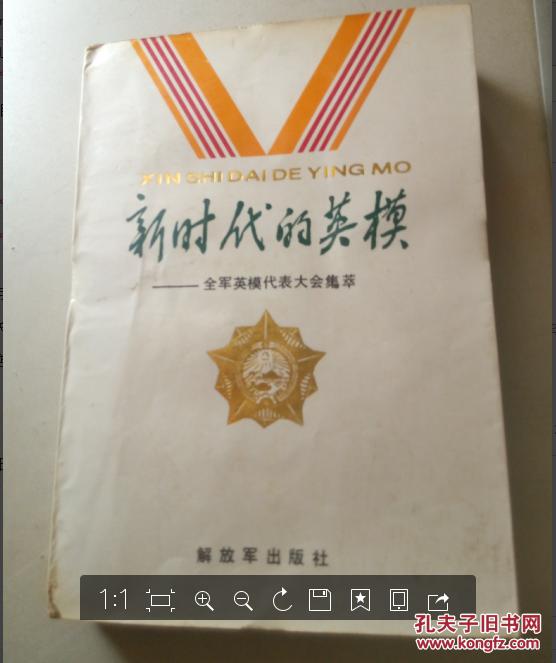 XIN SHI DAI DE YING MO
新时代的英模
——全军英模代表大会集萃
解放军出版社
1:1
孔夫子旧书网
www.kongfz.com